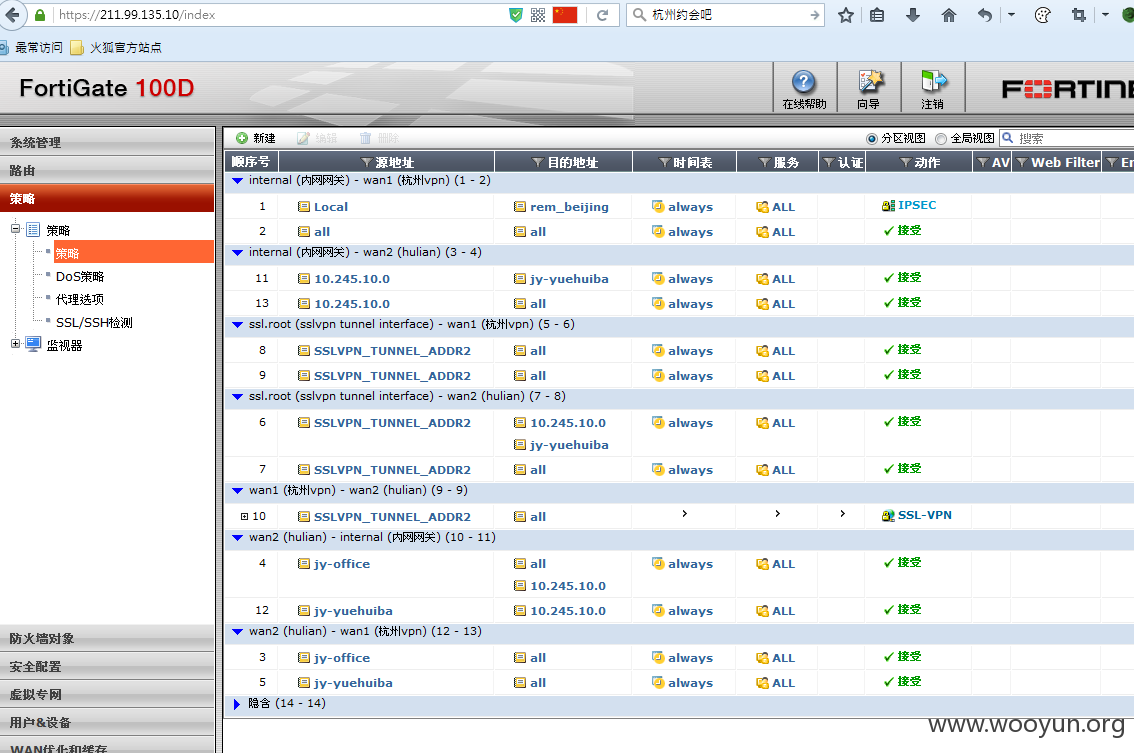 https://211.99.135.10/index
杭州约会吧
最常访问 火狐官方站点
FortiGate 100D
在线帮助 向导 注销
系统管理
路由
策略
策略
策略
DoS策略
代理选项
SSL/SSH检测
监视器
防火墙对象
安全配置
虚拟专网
用户&设备
WAN优化和缓存
新建 编辑 删除 分区视图 全局视图 搜索
顺序号 源地址 目的地址 时间表 服务 认证 动作 AV Web Filter
internal (内网网关) - wan1 (杭州vpn) (1 - 2)
1 Local rem_beijing always ALL IPSEC
2 all all always ALL 接受
internal (内网网关) - wan2 (hulian) (3 - 4)
11 10.245.10.0 jy-yuehuiba always ALL 接受
13 10.245.10.0 all always ALL 接受
ssl.root (sslvpn tunnel interface) - wan1 (杭州vpn) (5 - 6)
8 SSLVPN_TUNNEL_ADDR2 all always ALL 接受
9 SSLVPN_TUNNEL_ADDR2 all always ALL 接受
ssl.root (sslvpn tunnel interface) - wan2 (hulian) (7 - 8)
6 SSLVPN_TUNNEL_ADDR2 10.245.10.0 always ALL 接受
jy-yuehuiba
7 SSLVPN_TUNNEL_ADDR2 all always ALL 接受
wan1 (杭州vpn) - wan2 (hulian) (9 - 9)
10 SSLVPN_TUNNEL_ADDR2 all SSL-VPN
wan2 (hulian) - internal (内网网关) (10 - 11)
4 jy-office all always ALL 接受
10.245.10.0
12 jy-yuehuiba 10.245.10.0 always ALL 接受
wan2 (hulian) - wan1 (杭州vpn) (12 - 13)
3 jy-office all always ALL 接受
5 jy-yuehuiba all always ALL 接受
隐含 (14 - 14)
www.wooyun.org